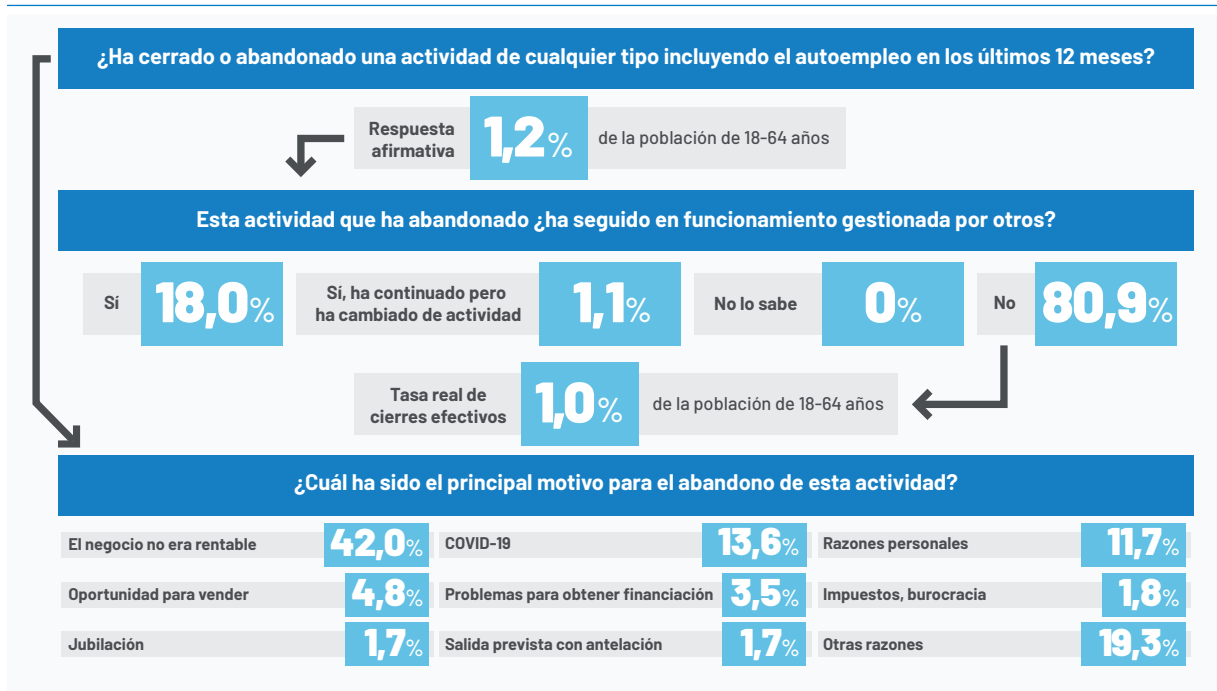 ¿Ha cerrado o abandonado una actividad de cualquier tipo incluyendo el autoempleo en los últimos 12 meses?
Respuesta
afirmativa
1,2%
de la población de 18-64 años
Esta actividad que ha abandonado ¿ha seguido en funcionamiento gestionada por otros?
Sí
18,0%
Sí, ha continuado pero
ha cambiado de actividad
1,1%
No lo sabe
0%
No
80,9%
Tasa real de
cierres efectivos
1,0%
de la población de 18-64 años
¿Cuál ha sido el principal motivo para el abandono de esta actividad?
El negocio no era rentable 42,0%
COVID-19 13,6%
Razones personales 11,7%
Oportunidad para vender 4,8%
Problemas para obtener financiación 3,5%
Impuestos, burocracia 1,8%
Jubilación 1,7%
Salida prevista con antelación 1,7%
Otras razones 19,3%